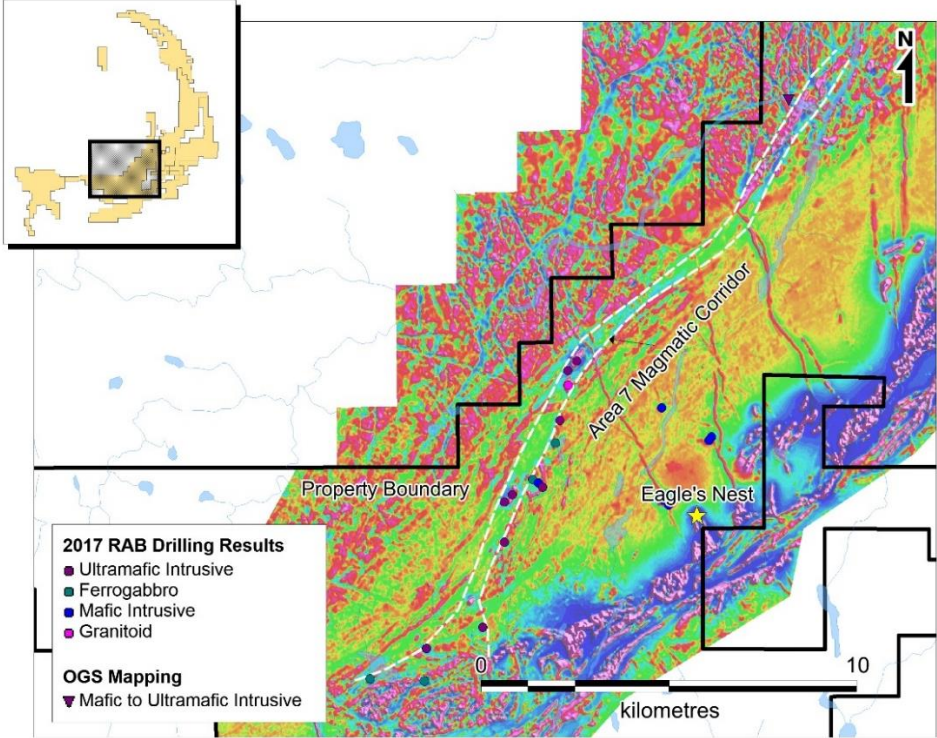 N
Area 7 Magmatic Corridor
Property Boundary
Eagle's Nest
2017 RAB Drilling Results
Ultramafic Intrusive
Ferrogabbro
Mafic Intrusive
Granitoid
OGS Mapping
Mafic to Ultramafic Intrusive
0 10
kilometres